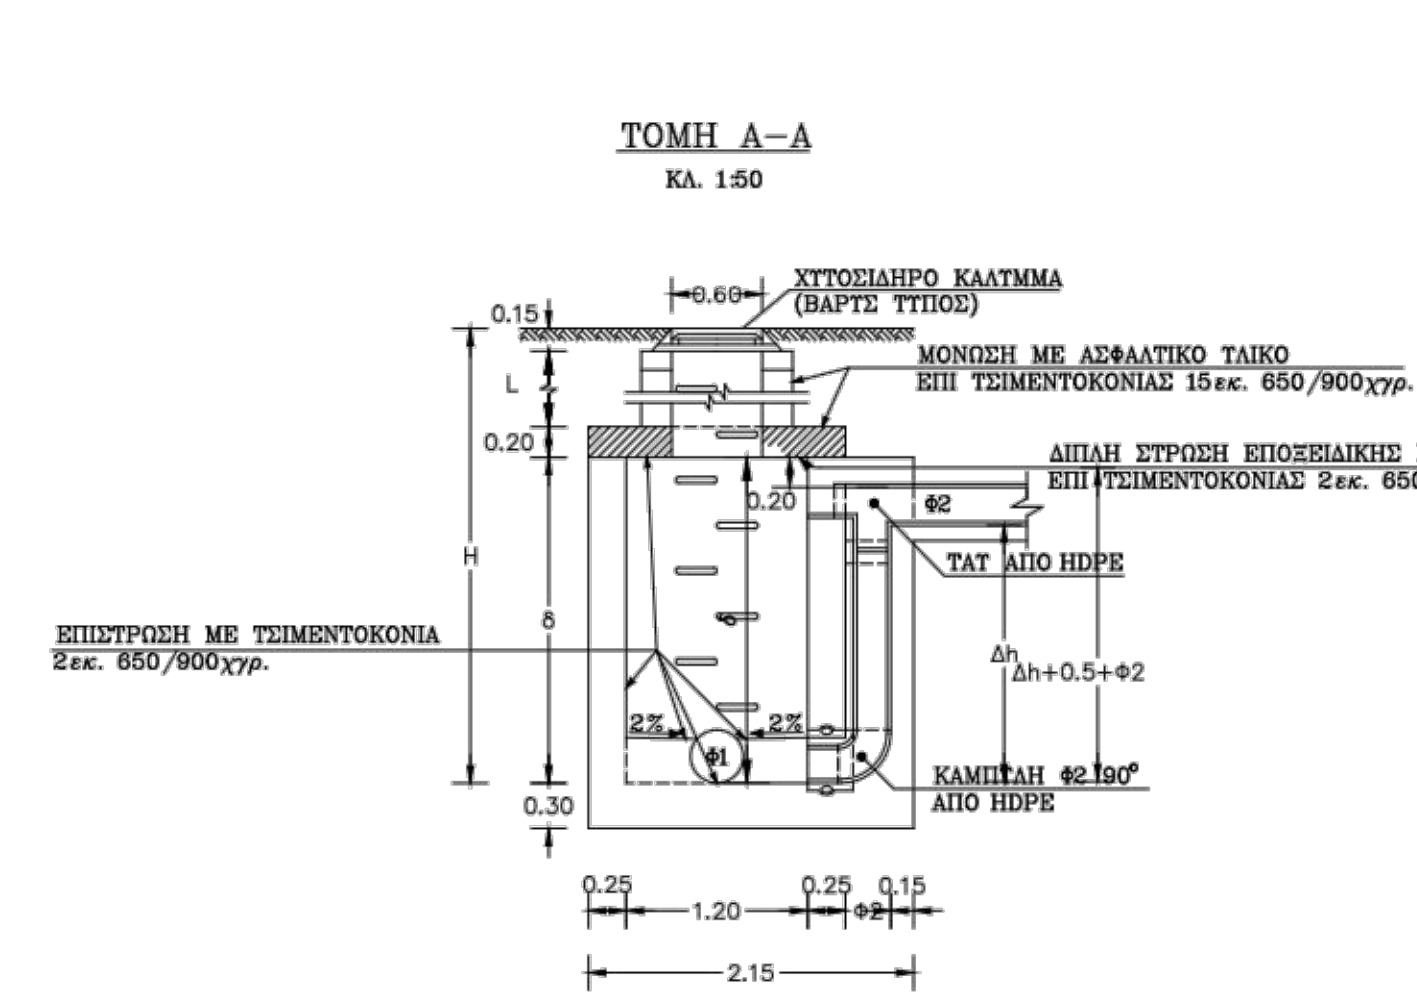 ΤΟΜΗ Α-Α
ΚΛ. 1:50
ΧΥΤΟΣΙΔΗΡΟ ΚΑΛΥΜΜΑ
0.60
(ΒΑΡΥΣ ΤΥΠΟΣ)
0.15
ΜΟΝΩΣΗ ΜΕ ΑΣΦΑΛΤΙΚΟ ΥΛΙΚΟ
L
ΕΠΙ ΤΣΙΜΕΝΤΟΚΟΝΙΑΣ 15εκ. 650/900χγρ.
0.20
ΔΙΠΛΗ ΣΤΡΩΣΗ ΕΠΟΞΕΙΔΙΚΗΣ
ΕΠΙ ΤΣΙΜΕΝΤΟΚΟΝΙΑΣ 2εκ. 650
0.20
Φ2
H
ΤΑΥ ΑΠΟ HDPE
δ
δ
ΕΠΙΣΤΡΩΣΗ ΜΕ ΤΣΙΜΕΝΤΟΚΟΝΙΑ
2εκ. 650/900χγρ.
Δh
Δh+0.5+Φ2
2%
2%
Φ1
ΚΑΜΠΥΛΗ Φ2 90°
ΑΠΟ HDPE
0.30
0.25
0.25
0.15
1.20
Φ2
2.15